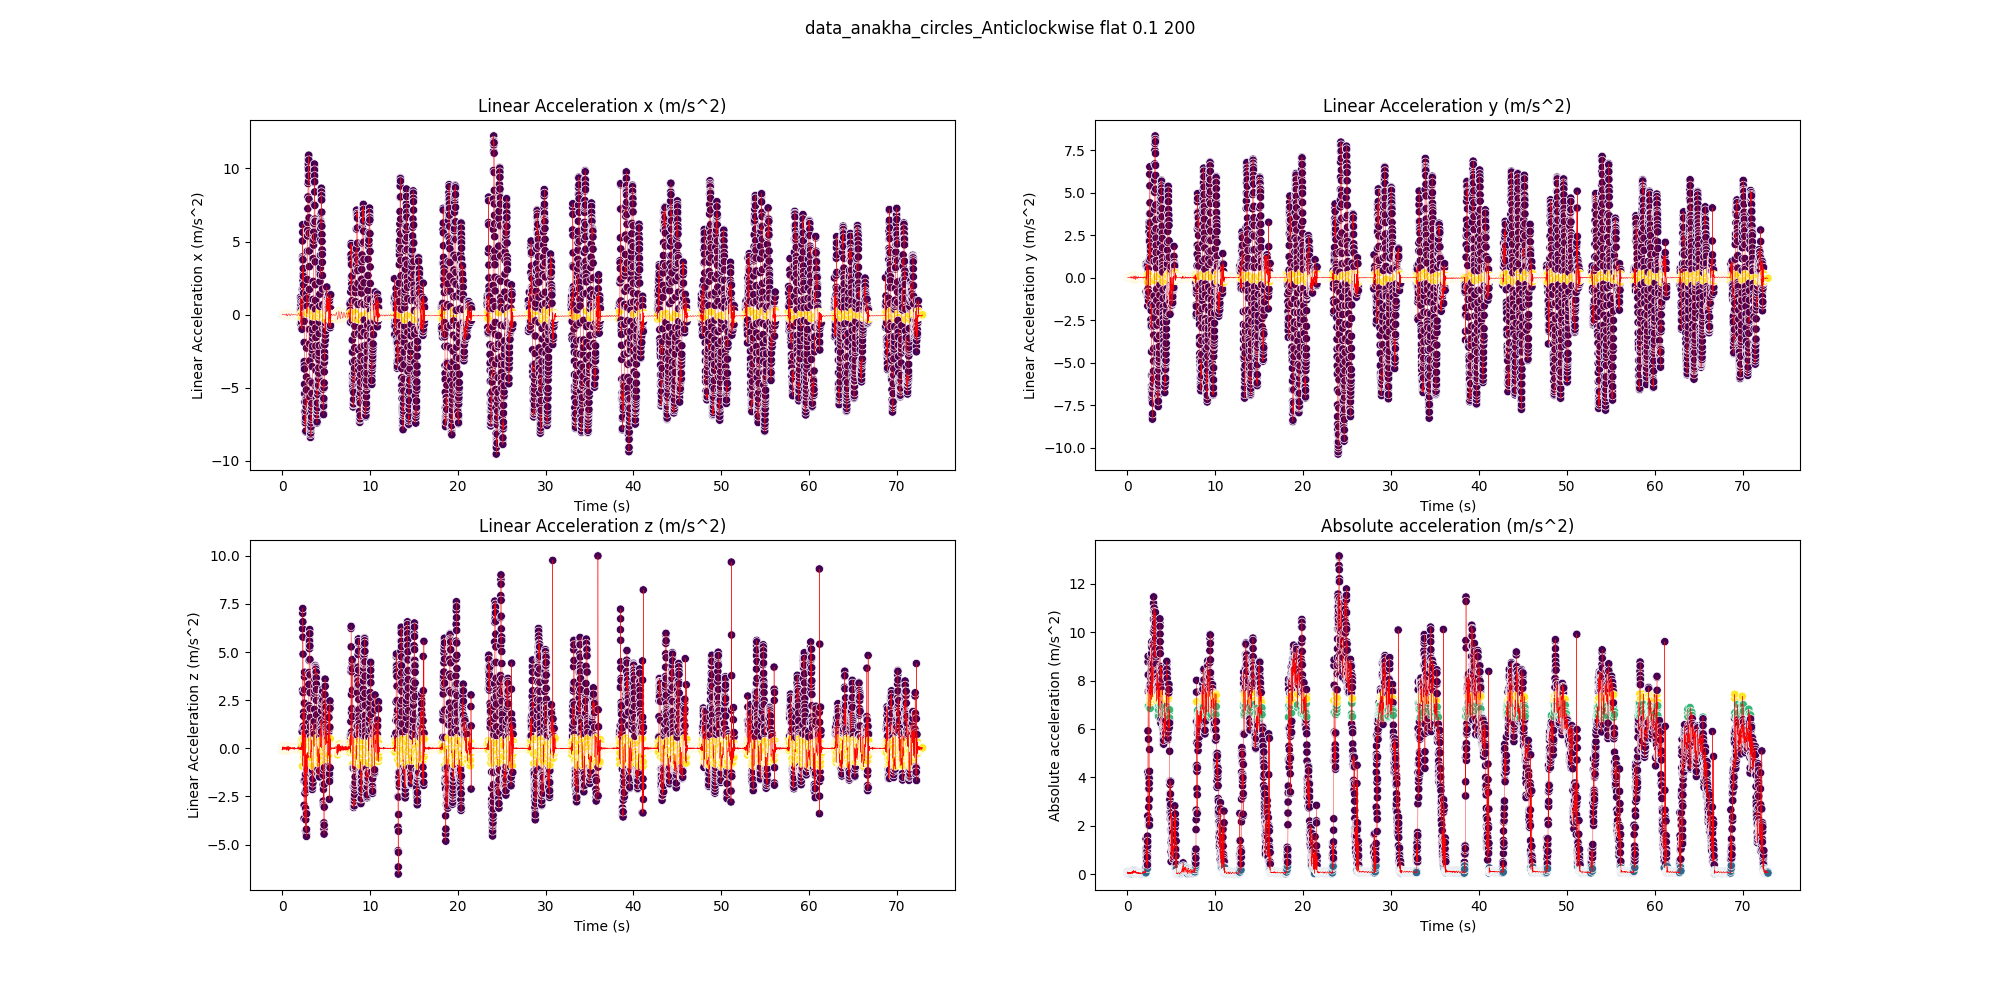 data_anakha_circles_Anticlockwise flat 0.1 200
Linear Acceleration x (m/s^2)
Linear Acceleration x (m/s^2)
10
5
0
−5
−10
0 10 20 30 40 50 60 70
Time (s)
Linear Acceleration y (m/s^2)
Linear Acceleration y (m/s^2)
7.5
5.0
2.5
0.0
−2.5
−5.0
−7.5
−10.0
0 10 20 30 40 50 60 70
Time (s)
Linear Acceleration z (m/s^2)
Linear Acceleration z (m/s^2)
10.0
7.5
5.0
2.5
0.0
−2.5
−5.0
0 10 20 30 40 50 60 70
Time (s)
Absolute acceleration (m/s^2)
Absolute acceleration (m/s^2)
12
10
8
6
4
2
0
0 10 20 30 40 50 60 70
Time (s)